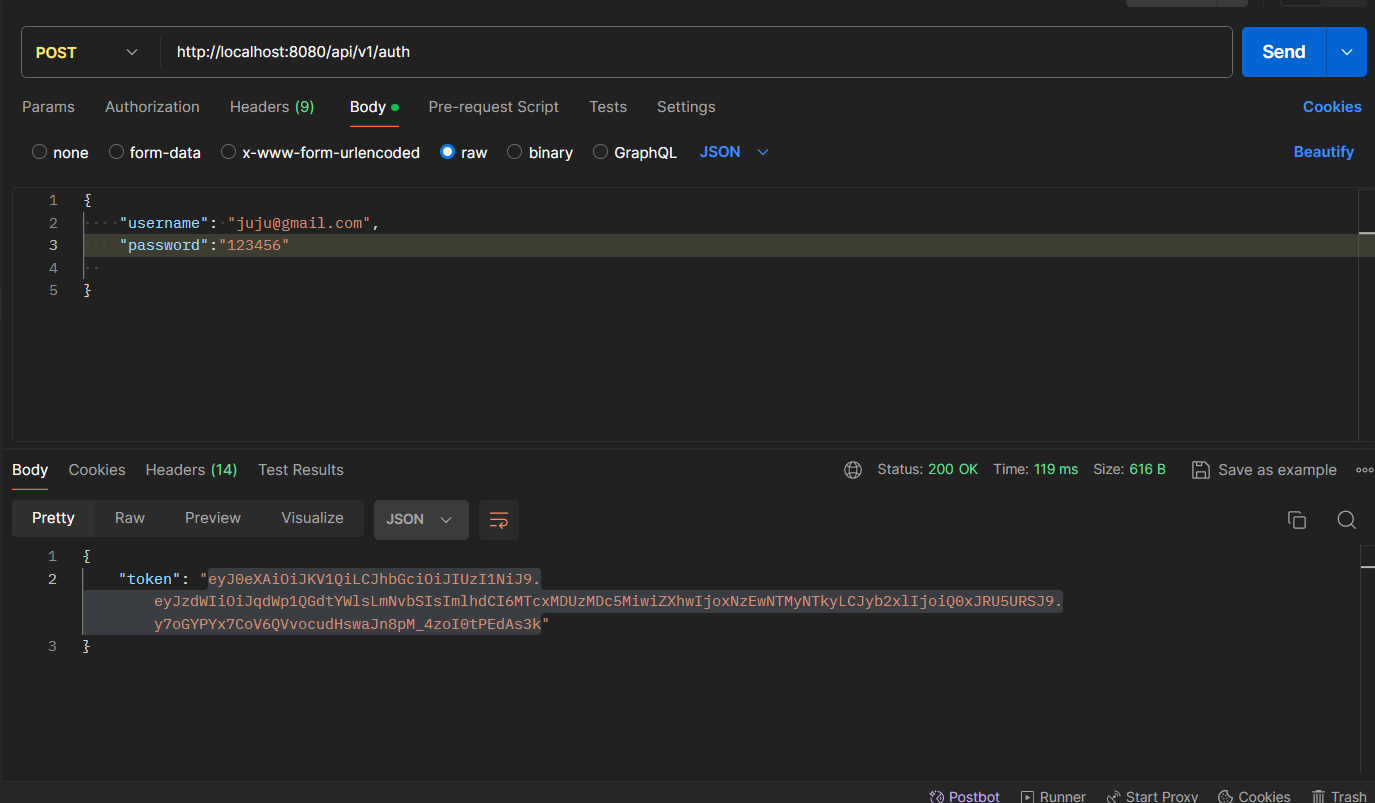 POST http://localhost:8080/api/v1/auth Send
Params Authorization Headers (9) Body Pre-request Script Tests Settings Cookies
none form-data x-www-form-urlencoded raw binary GraphQL JSON Beautify
1 {
2 "username": "juju@gmail.com",
3 "password":"123456"
4
5 }
Body Cookies Headers (14) Test Results Status: 200 OK Time: 119 ms Size: 616 B Save as example
Pretty Raw Preview Visualize JSON
1 {
2 "token": "eyJ0eXAiOiJKV1QiLCJhbGciOiJIUzI1NiJ9.
eyJzdWIiOiJqdWp1QGdtYWlsLmNvbSIsImlhdCI6MTcxMDUzMDc5MiwiZXhwIjoxNzEwNTMyNTkyLCJyb2xlIjoiQ0xJRU5URSJ9.
y7oGYPYx7CoV6QVvocudHswaJn8pM_4zoI0tPEdAs3k"
3 }
Postbot Runner Start Proxy Cookies Trash